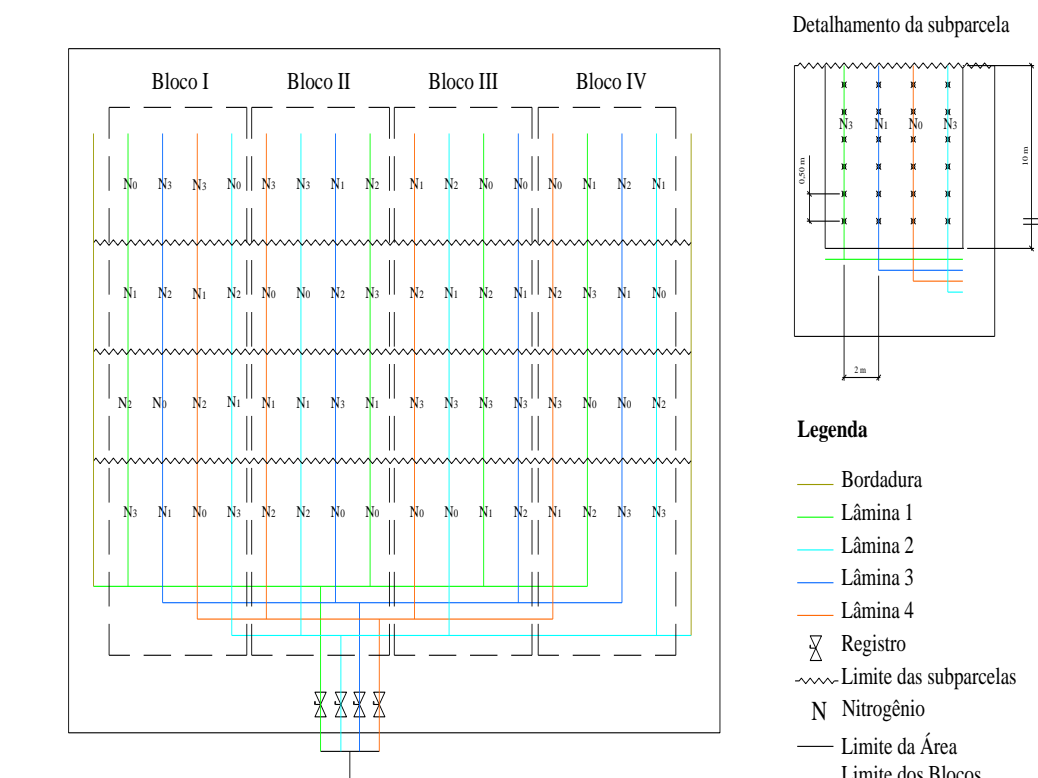 Detalhamento da subparcela
Bloco I Bloco II Bloco III Bloco IV
N0 N3 N3 N0 N3 N3 N1 N2 N1 N2 N0 N0 N0 N1 N2 N1
N1 N2 N1 N2 N0 N0 N2 N3 N2 N1 N2 N1 N2 N3 N1 N0
N2 N0 N2 N1 N1 N1 N3 N1 N3 N3 N3 N3 N3 N0 N0 N2
N3 N1 N0 N3 N2 N2 N0 N0 N0 N0 N1 N2 N1 N2 N3 N3
N3 N1 N0 N3
0,50 m
10 m
2 m
Legenda
Bordadura
Lâmina 1
Lâmina 2
Lâmina 3
Lâmina 4
Registro
Limite das subparcelas
N Nitrogênio
Limite da Área
Limite dos Blocos